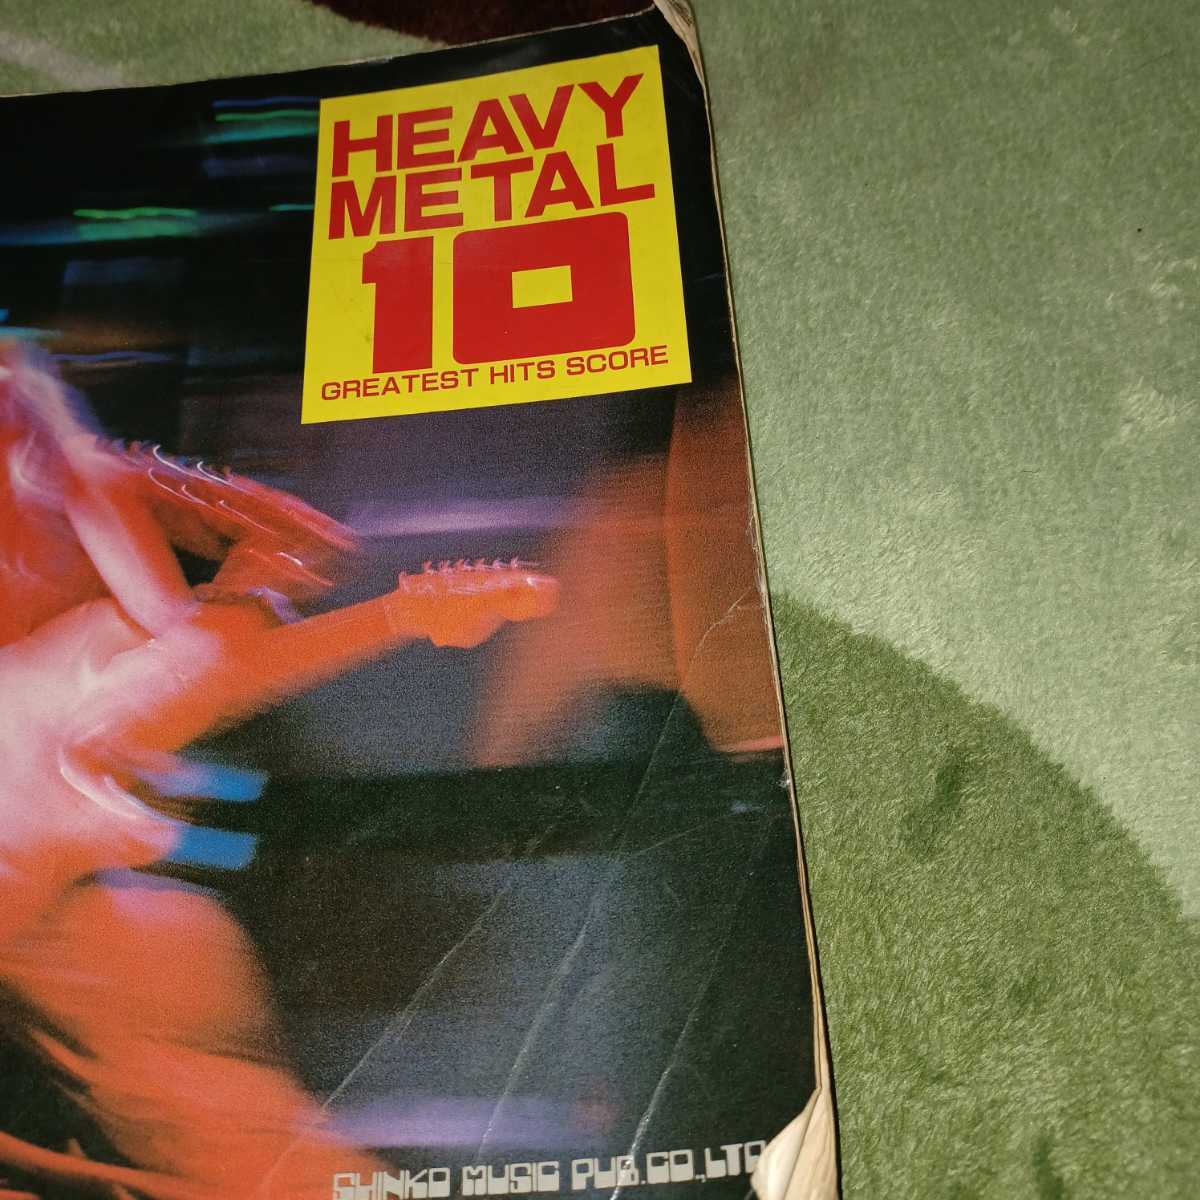 HEAVY
METAL
10
GREATEST HITS SCORE
SHINKO MUSIC PUB.CO.,LTD